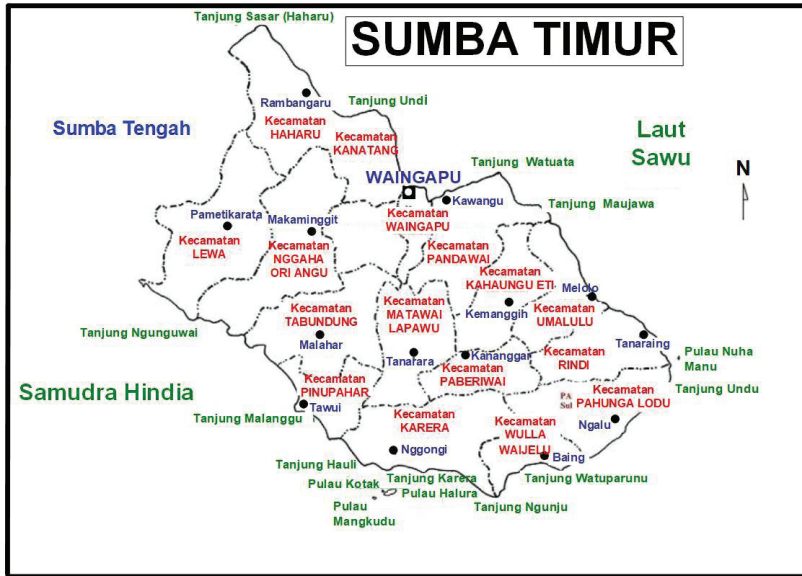 Tanjung Sasar (Haharu)
SUMBA TIMUR
Rambangaru
Tanjung Undi
Kecamatan
HAHARU
Sumba Tengah
Kecamatan
KANATANG
Laut
Sawu
Tanjung Watuata
N
WAINGAPU
Kawangu
Tanjung Maujawa
Pametikarata
Makaminggit
Kecamatan
WAINGAPU
Kecamatan
LEWA
Kecamatan
NGGAHA
ORI ANGU
Kecamatan
PANDAWAI
Kecamatan
KAHAUNGU ETI
Melolo
Kecamatan
TABUNDUNG
Kecamatan
MATAWAI
LAPAWU
Kemanggih
Kecamatan
UMALULU
Tanjung Ngunguwai
Malahar
Tanaraing
Tanarara
Kananggar
Kecamatan
RINDI
Pulau Nuha
Manu
Kecamatan
PABERIWAI
Samudra Hindia
Kecamatan
PINUPAHAR
Tanjung Undu
PA
Sul
Kecamatan
PAHUNGA LODU
Tawui
Tanjung Malanggu
Kecamatan
KARERA
Kecamatan
WULLA
WAIJELU
Ngalu
Nggongi
Baing
Tanjung Hauli
Tanjung Karera
Tanjung Watuparunu
Pulau Kotak
Pulau Halura
Pulau
Mangkudu
Tanjung Ngunju